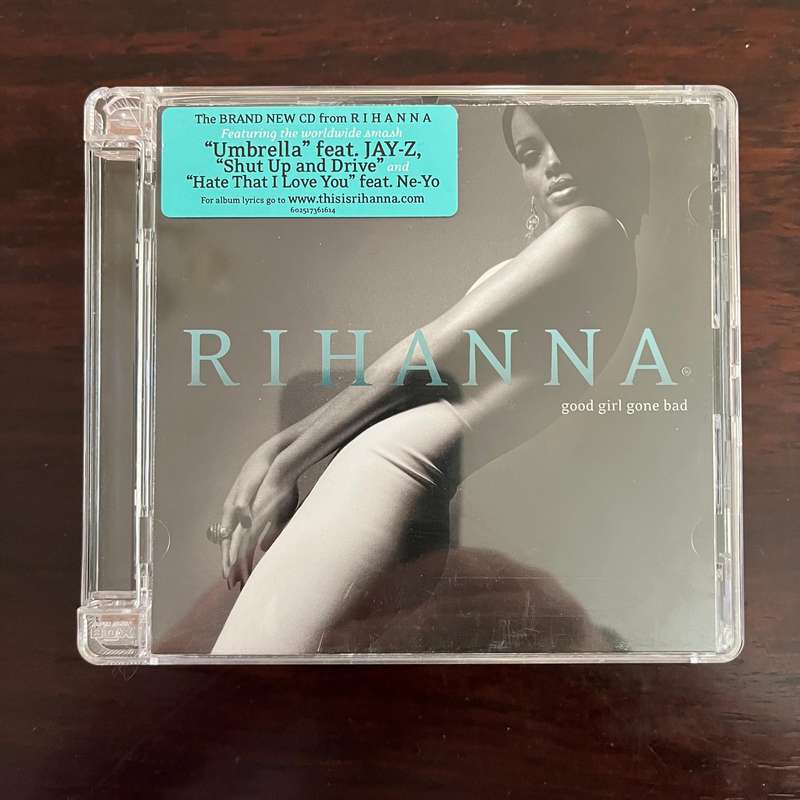 The BRAND NEW CD from RIHANNA
Featuring the worldwide smash
“Umbrella” feat. JAY-Z,
“Shut Up and Drive” and
“Hate That I Love You” feat. Ne-Yo
For album lyrics go to www.thisisrihanna.com
602517361614
RIHANNA
good girl gone bad